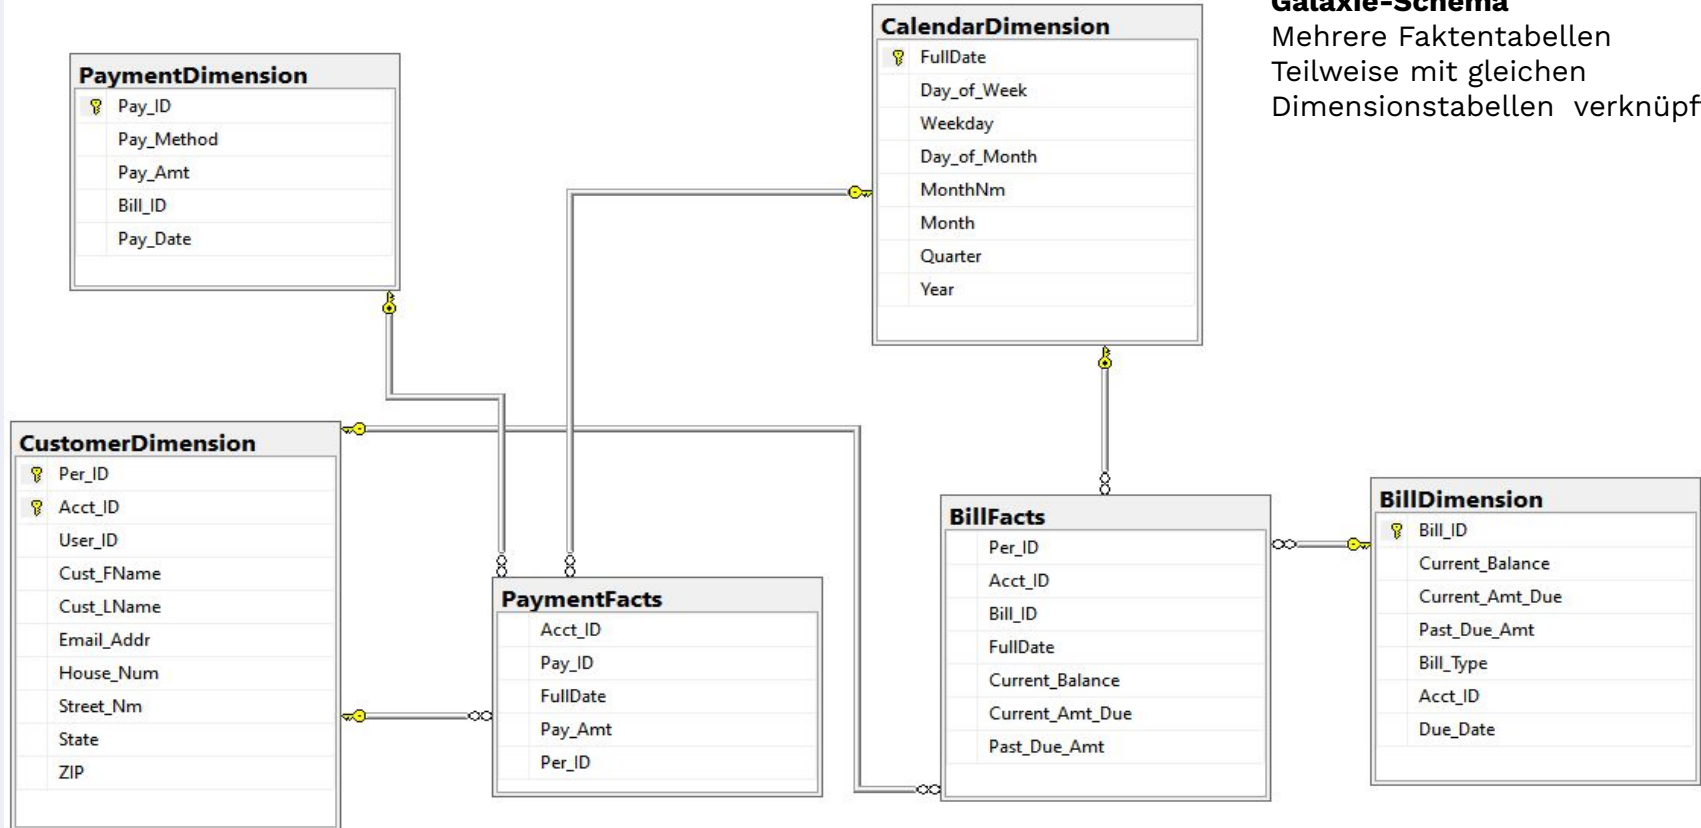 Galaxie-Schema
Mehrere Faktentabellen
Teilweise mit gleichen
Dimensionstabellen verknüpf
PaymentDimension
Pay_ID
Pay_Method
Pay_Amt
Bill_ID
Pay_Date
CalendarDimension
FullDate
Day_of_Week
Weekday
Day_of_Month
MonthNm
Month
Quarter
Year
CustomerDimension
Per_ID
Acct_ID
User_ID
Cust_FName
Cust_LName
Email_Addr
House_Num
Street_Nm
State
ZIP
PaymentFacts
Acct_ID
Pay_ID
FullDate
Pay_Amt
Per_ID
BillFacts
Per_ID
Acct_ID
Bill_ID
FullDate
Current_Balance
Current_Amt_Due
Past_Due_Amt
BillDimension
Bill_ID
Current_Balance
Current_Amt_Due
Past_Due_Amt
Bill_Type
Acct_ID
Due_Date